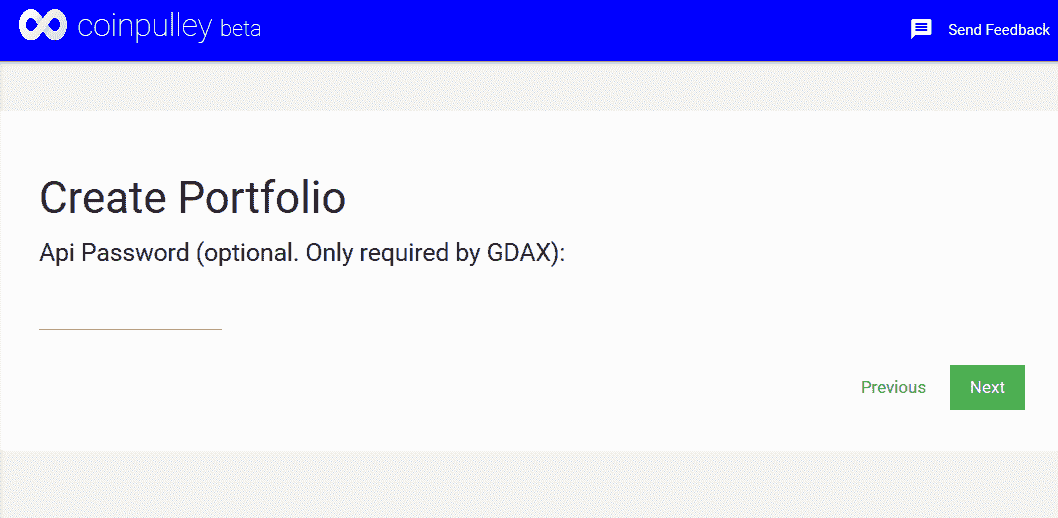 coinpulley beta
Send Feedback
Create Portfolio
Api Password (optional. Only required by GDAX):
Previous
Next